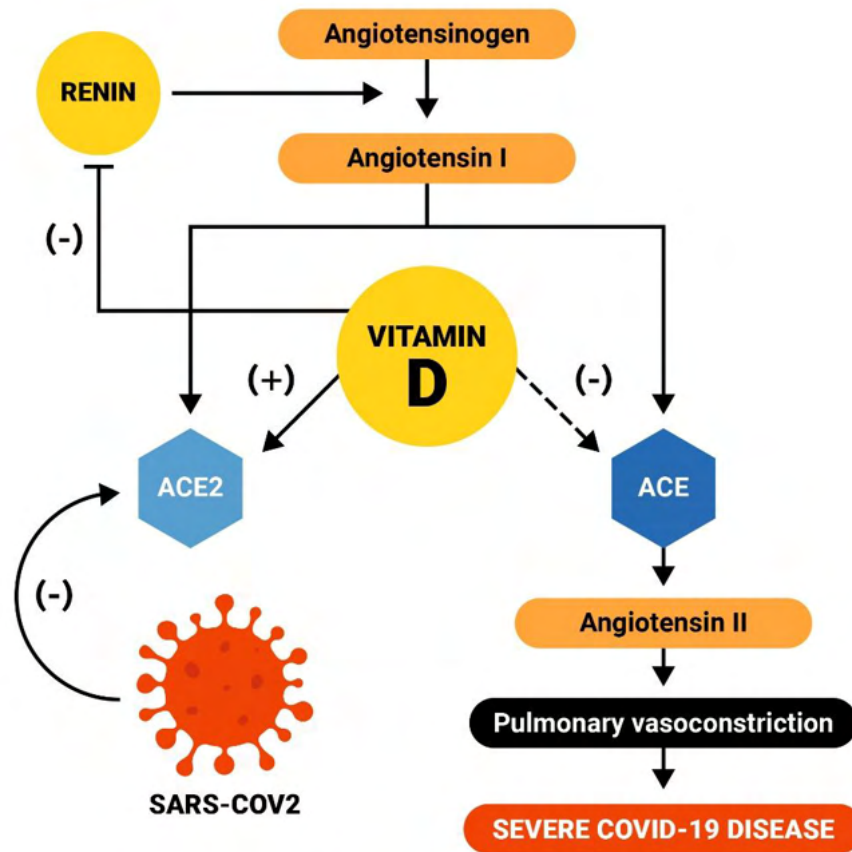 Angiotensinogen
RENIN
Angiotensin I
(-)
VITAMIN
D
(+)
(-)
ACE2
ACE
(-)
Angiotensin II
Pulmonary vasoconstriction
SARS-COV2
SEVERE COVID-19 DISEASE